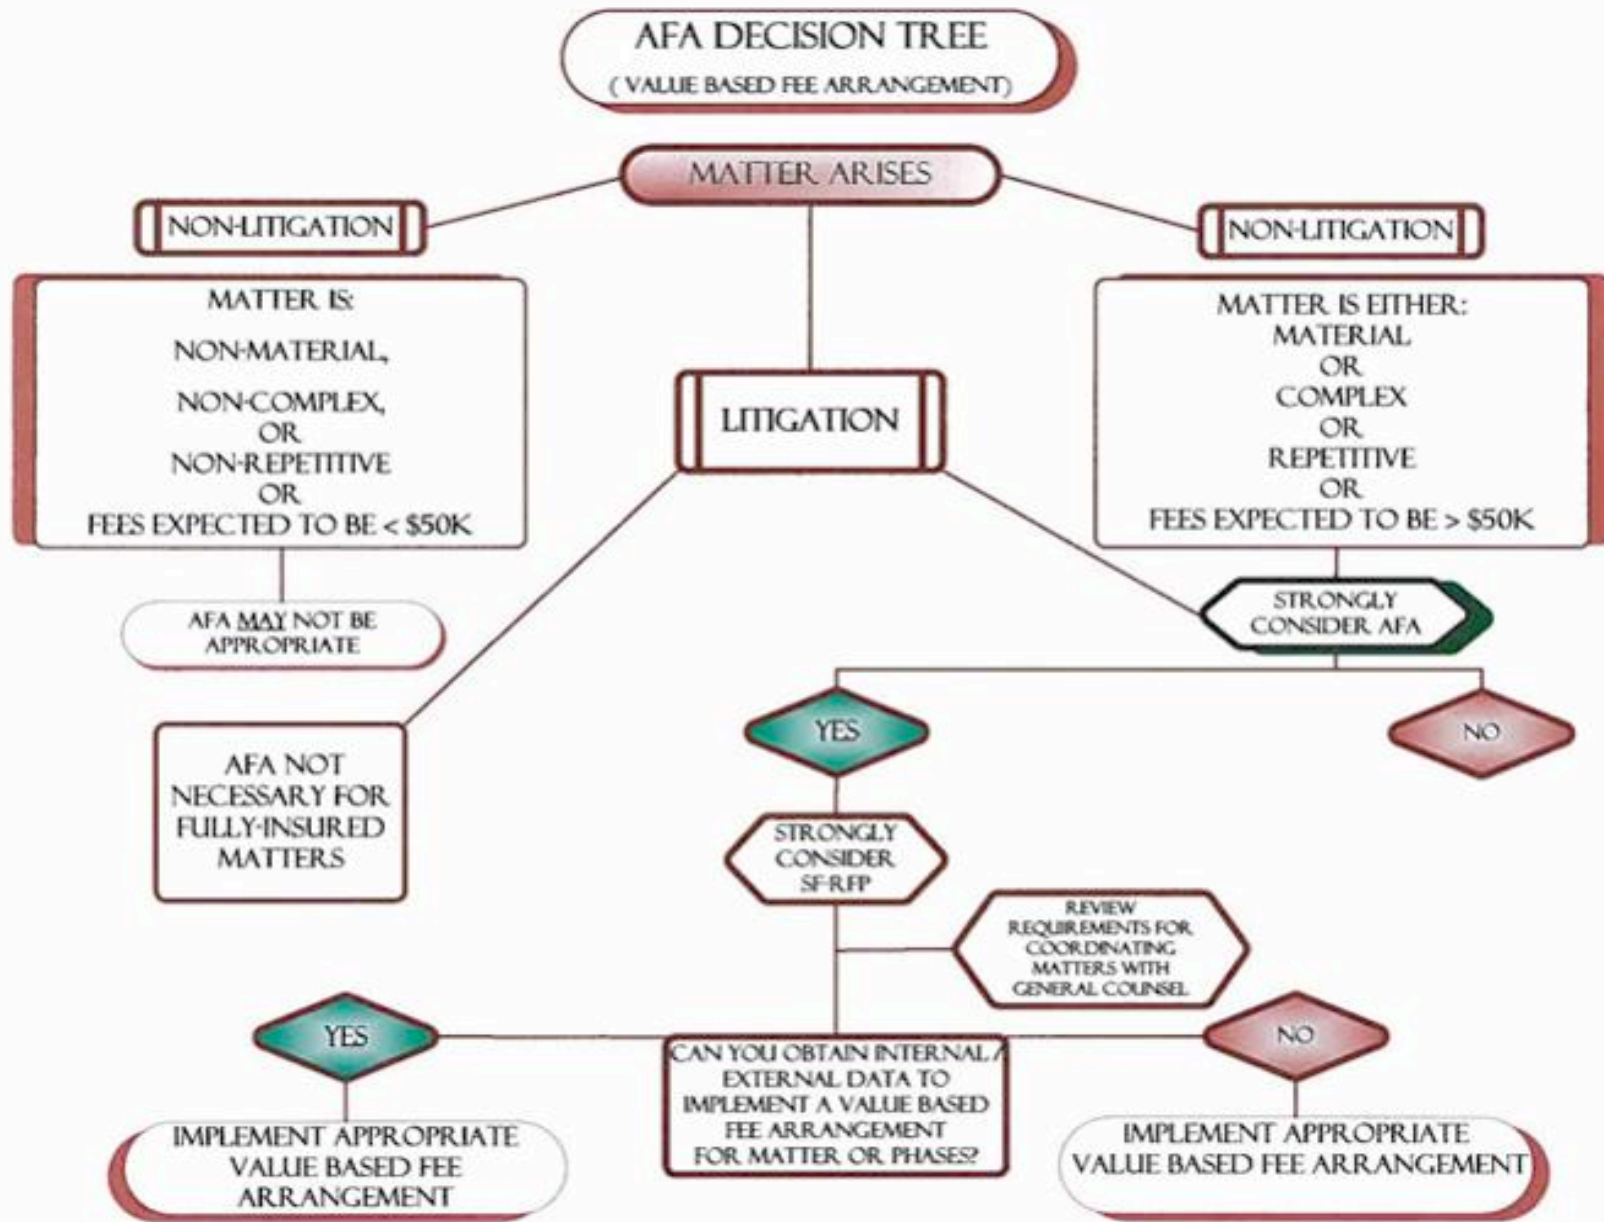 AFA DECISION TREE
( VALUE BASED FEE ARRANGEMENT)
MATTER ARISES
NON-LITIGATION
NON-LITIGATION
MATTER IS:
NON-MATERIAL,
NON-COMPLEX,
OR
NON-REPETITIVE
OR
FEES EXPECTED TO BE < $50K
MATTER IS EITHER:
MATERIAL
OR
COMPLEX
OR
REPETITIVE
OR
FEES EXPECTED TO BE > $50K
LITIGATION
AFA MAY NOT BE
APPROPRIATE
STRONGLY
CONSIDER AFA
YES
NO
AFA NOT
NECESSARY FOR
FULLY-INSURED
MATTERS
STRONGLY
CONSIDER
SF-RFP
REVIEW
REQUIREMENTS FOR
COORDINATING
MATTERS WITH
GENERAL COUNSEL
YES
NO
CAN YOU OBTAIN INTERNAL /
EXTERNAL DATA TO
IMPLEMENT A VALUE BASED
FEE ARRANGEMENT
FOR MATTER OR PHASES?
IMPLEMENT APPROPRIATE
VALUE BASED FEE
ARRANGEMENT
IMPLEMENT APPROPRIATE
VALUE BASED FEE ARRANGEMENT